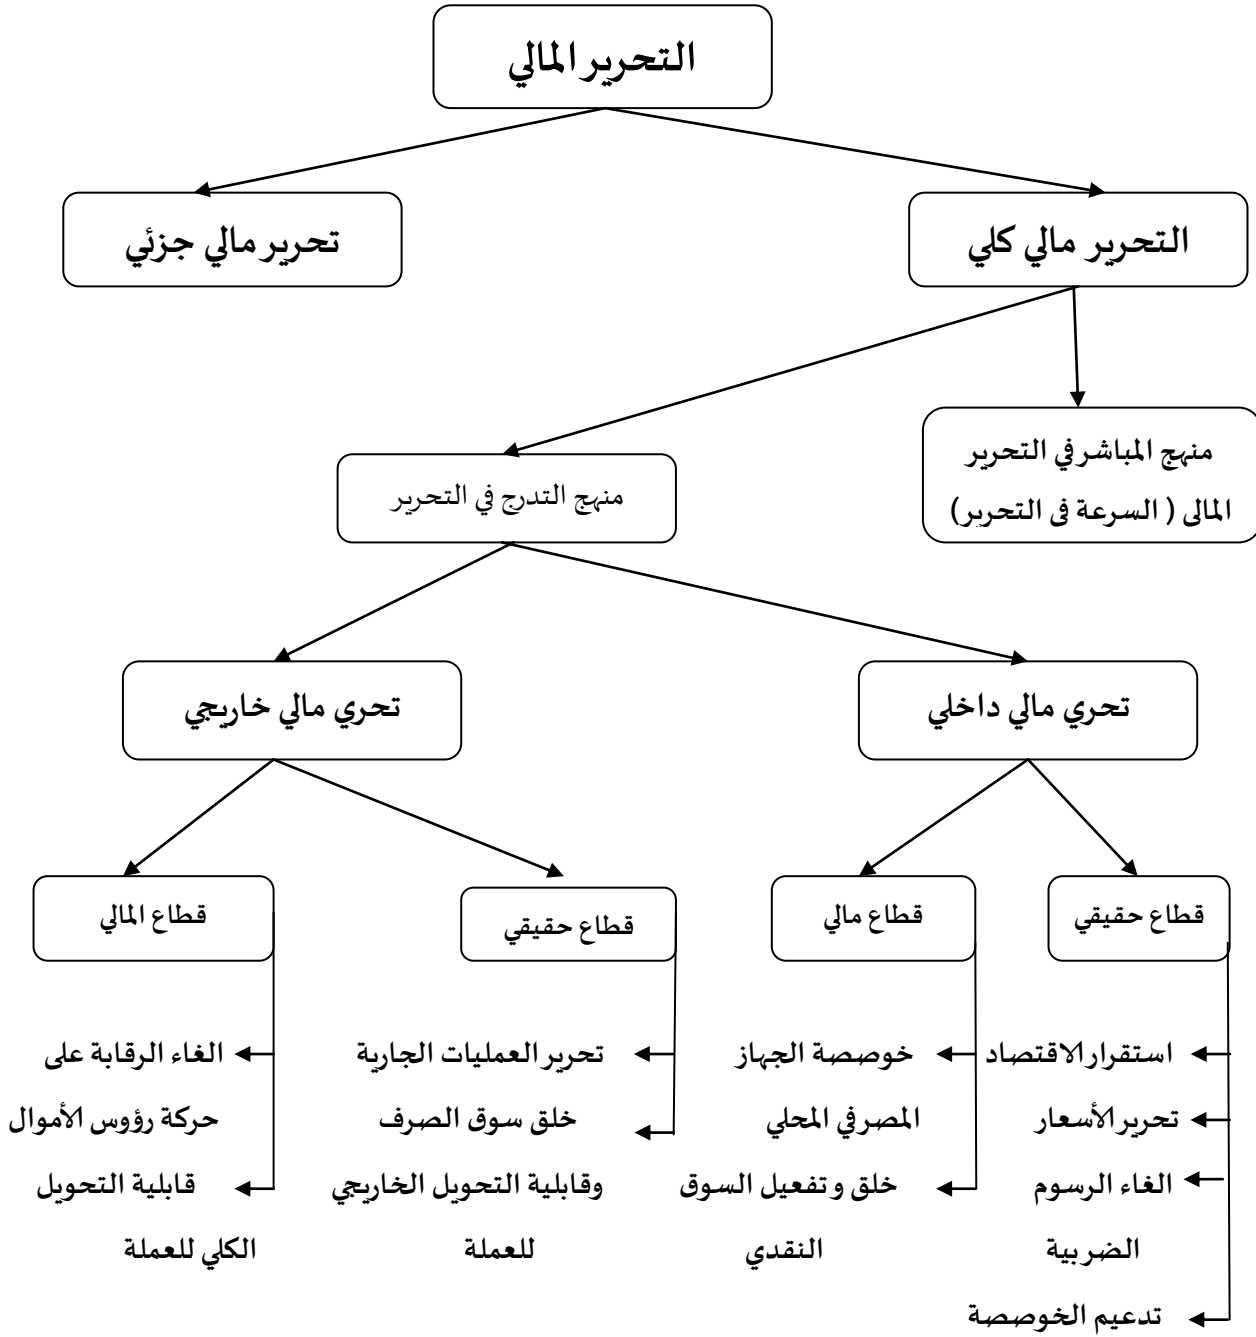 التحرير المالي
التحرير مالي كلي
تحرير مالي جزئي
منهج المباشر في التحرير
المالي ( السرعة في التحرير)
منهج التدرج في التحرير
تحري مالي داخلي
تحري مالي خاريجي
قطاع حقيقي
قطاع مالي
قطاع حقيقي
قطاع المالي
استقرار الاقتصاد
تحرير الأسعار
الغاء الرسوم
الضربية
تدعيم الخوصصة
خوصصة الجهاز
المصرفي المحلي
خلق وتفعيل السوق
النقدي
تحرير العمليات الجارية
خلق سوق الصرف
وقابلية التحويل الخاريجي
للعملة
الغاء الرقابة على
حركة رؤوس الأموال
قابلية التحويل
الكلي للعملة